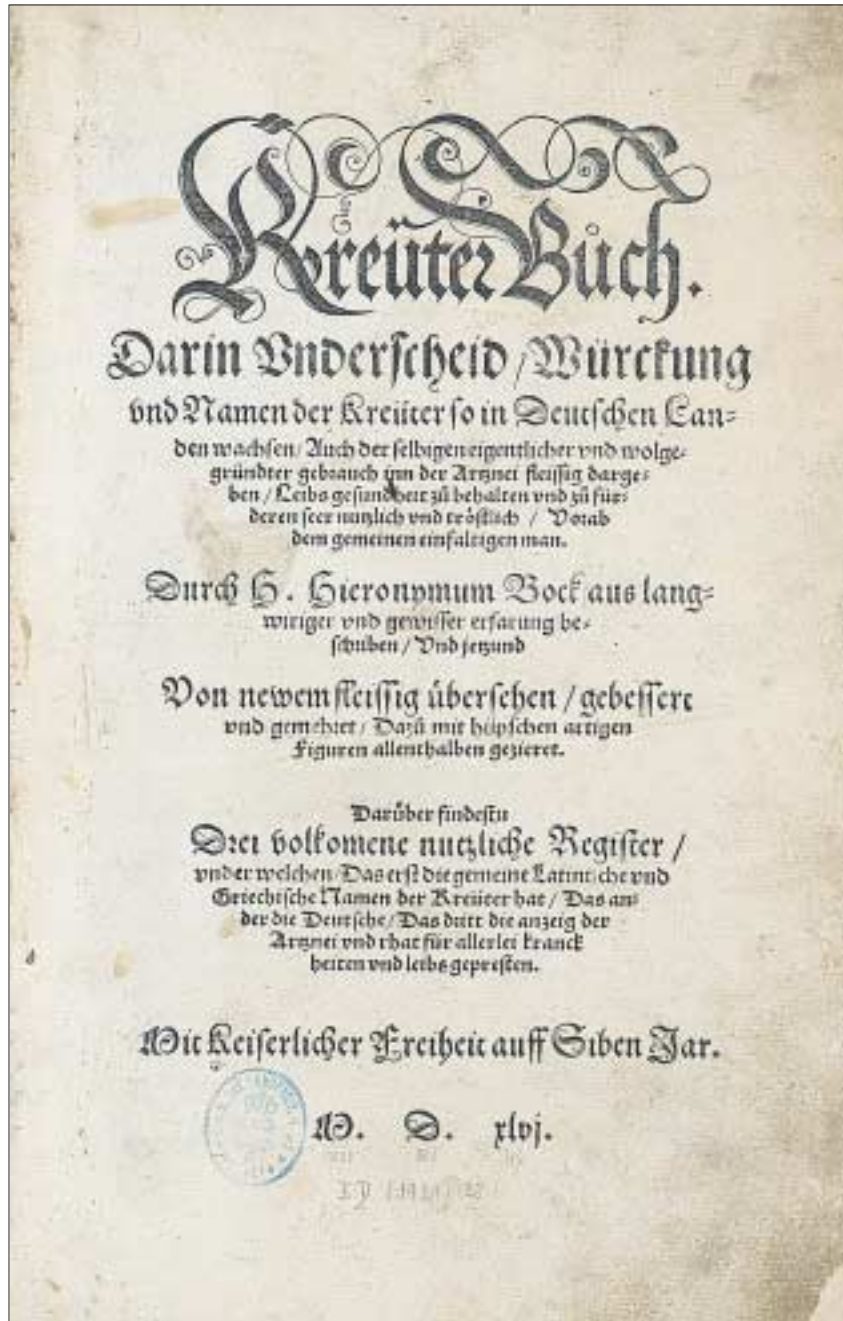 Kreüter Bůch.
Darin Vnderscheid / Würckung
vnd Namen der Kreüter so in Deutschen Lan=
den wachsen / Auch der selbigen eigentlicher vnd wolge=
gründter gebrauch inn der Artznei fleissig darge=
ben / Leibs gesundheit zů behalten vnd zů für=
deren seer nutzlich vnd tröstlich / Vorab
dem gemeinen einfaltigen man.
Durch H. Hieronymum Bock aus lang=
wiriger vnd gewisser erfarung be=
schriben / Vnd jetzund
Von newem fleissig übersehen / gebessert
vnd gemehret / Dazů mit hüpschen artigen
Figuren allenthalben gezieret.
Darüber findestu
Drei volkomene nutzliche Register /
vnder welchen / Das erst die gemeine Latinische vnd
Griechische Namen der Kreüter hat / Das an=
der die Deutsche / Das dritt die anzeig der
Artznei vnd rhat für allerlei kranck
heiten vnd leibs gepresten.
Mit Keiserlicher Freiheit auff Siben Jar.
M. D. xlvj.